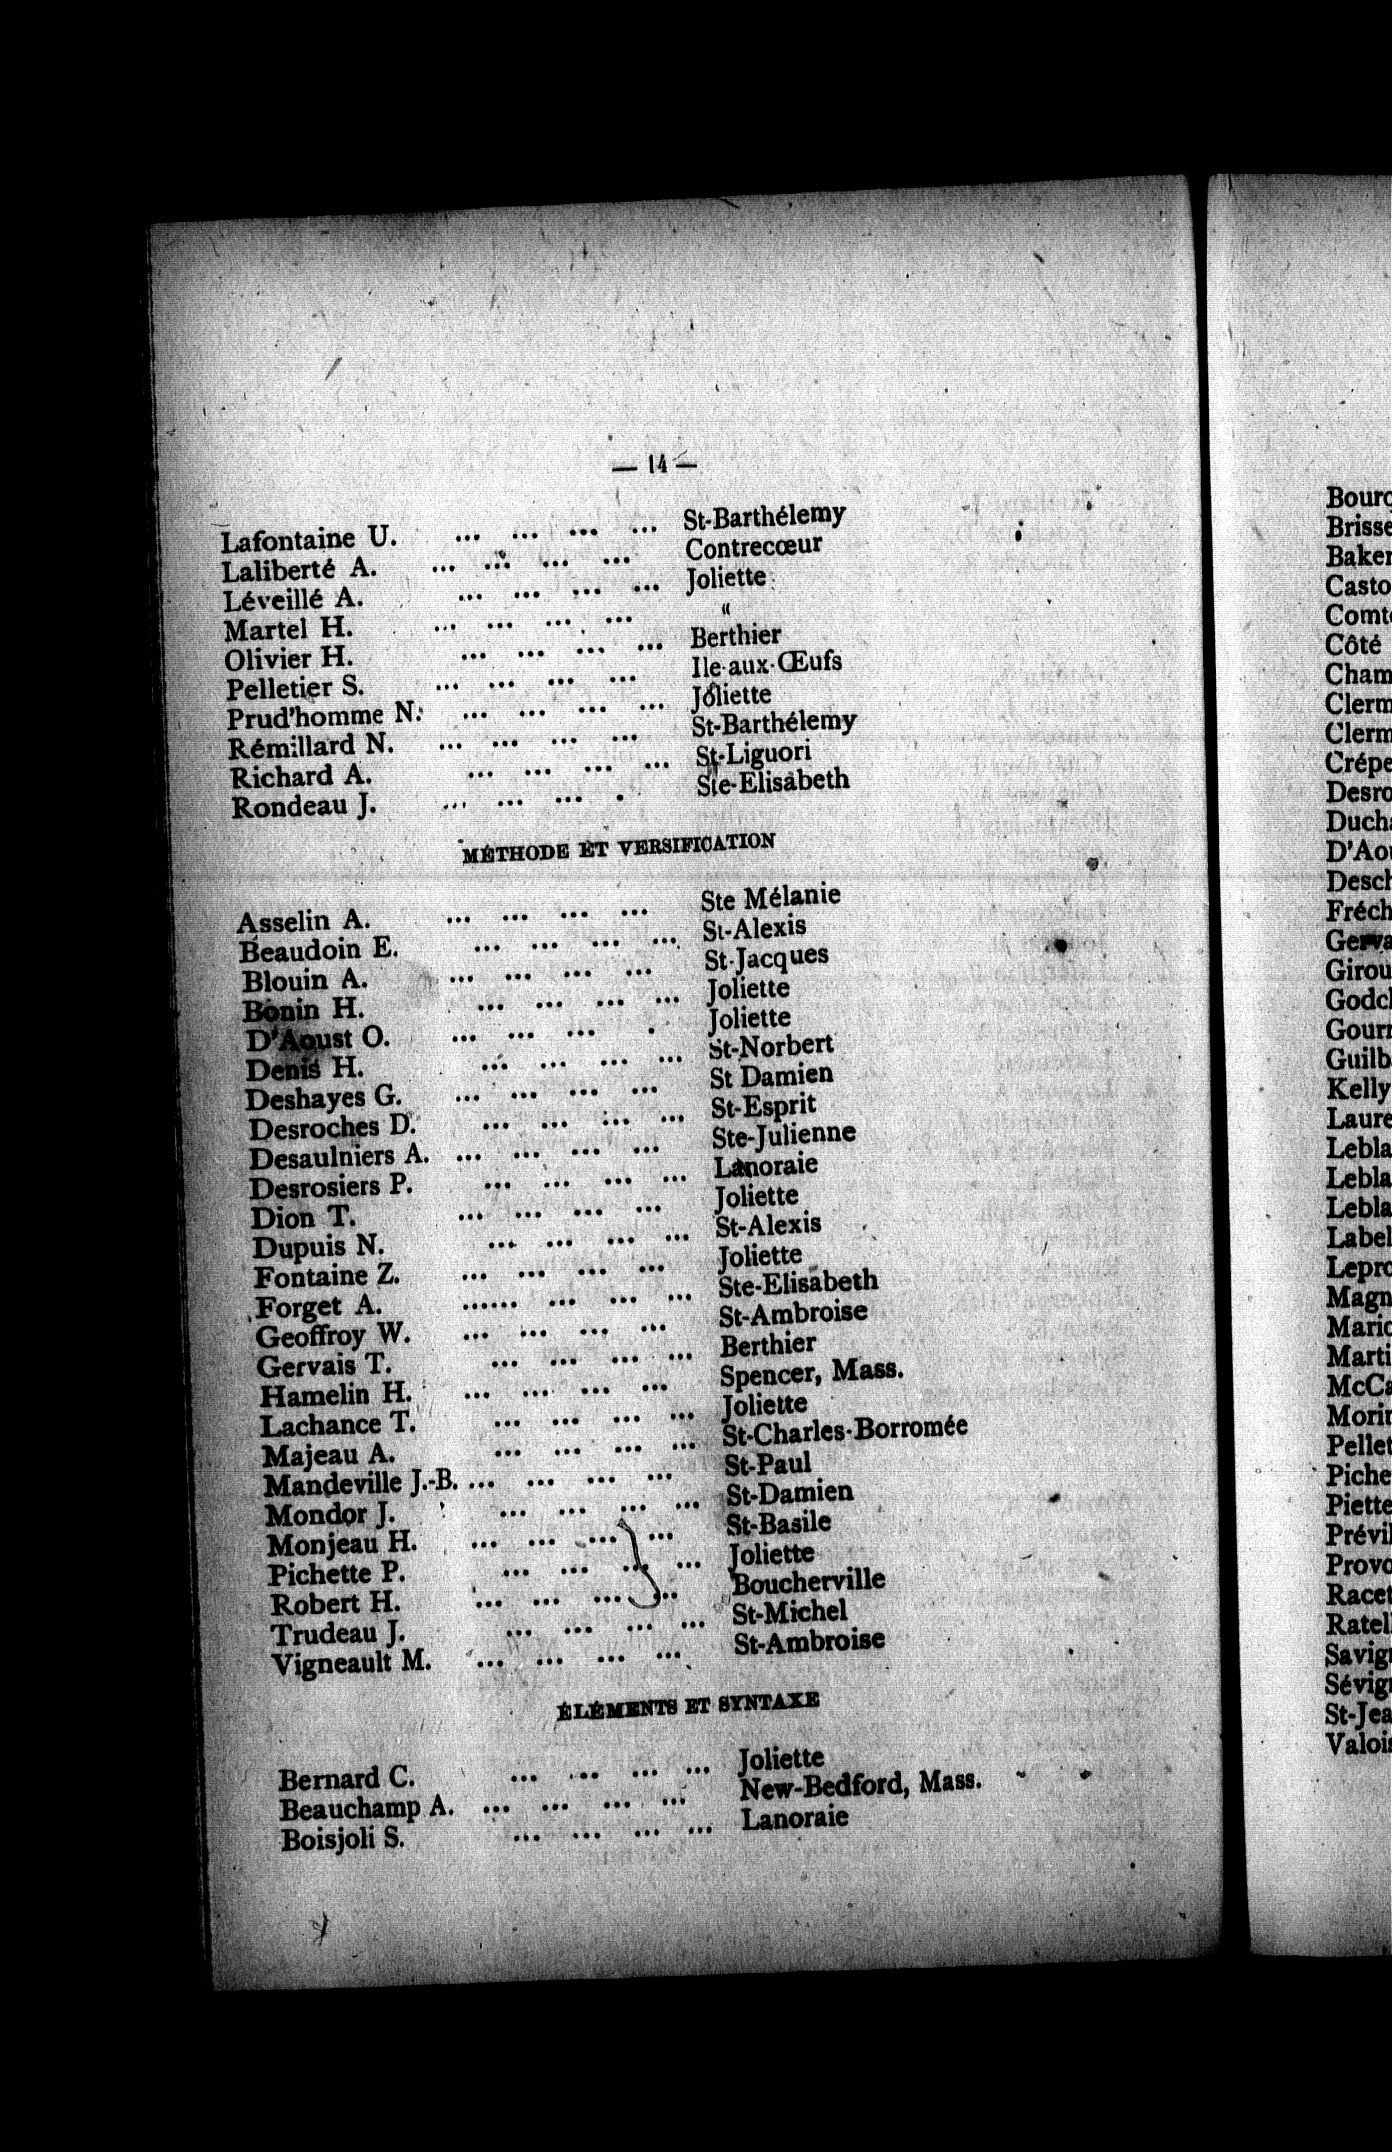 — 14 —
Lafontaine U. ... ... ... ... St-Barthélemy
Laliberté A. ... ... ... ... Contrecœur
Léveillé A. ... ... ... ... Joliette
Martel H. ... ... ... ... "
Olivier H. ... ... ... ... Berthier
Pelletier S. ... ... ... ... Ile-aux-Œufs
Prud'homme N. ... ... ... ... Joliette
Rémillard N. ... ... ... ... St-Barthélemy
Richard A. ... ... ... ... St-Liguori
Rondeau J. ... ... ... . Ste-Elisabeth
MÉTHODE ET VERSIFICATION
Asselin A. ... ... ... ... Ste Mélanie
Beaudoin E. ... ... ... ... St-Alexis
Blouin A. ... ... ... ... St-Jacques
Bonin H. ... ... ... ... Joliette
D'Aoust O. ... ... ... . Joliette
Denis H. ... ... ... ... St-Norbert
Deshayes G. ... ... ... ... St Damien
Desroches D. ... ... ... ... St-Esprit
Desaulniers A. ... ... ... ... Ste-Julienne
Desrosiers P. ... ... ... ... Lanoraie
Dion T. ... ... ... ... Joliette
Dupuis N. ... ... ... ... St-Alexis
Fontaine Z. ... ... ... ... Joliette
Forget A. ...... ... ... ... Ste-Elisabeth
Geoffroy W. ... ... ... ... St-Ambroise
Gervais T. ... ... ... ... Berthier
Hamelin H. ... ... ... ... Spencer, Mass.
Lachance T. ... ... ... ... Joliette
Majeau A. ... ... ... ... St-Charles-Borromée
Mandeville J.-B. ... ... ... ... St-Paul
Mondor J. ... ... ... ... St-Damien
Monjeau H. ... ... ... ... St-Basile
Pichette P. ... ... ... ... Joliette
Robert H. ... ... ... ... Boucherville
Trudeau J. ... ... ... ... St-Michel
Vigneault M. ... ... ... ... St-Ambroise
ÉLÉMENTS ET SYNTAXE
Bernard C. ... ... ... ... Joliette
Beauchamp A. ... ... ... ... New-Bedford, Mass.
Boisjoli S. ... ... ... ... Lanoraie
Côté
Kelly